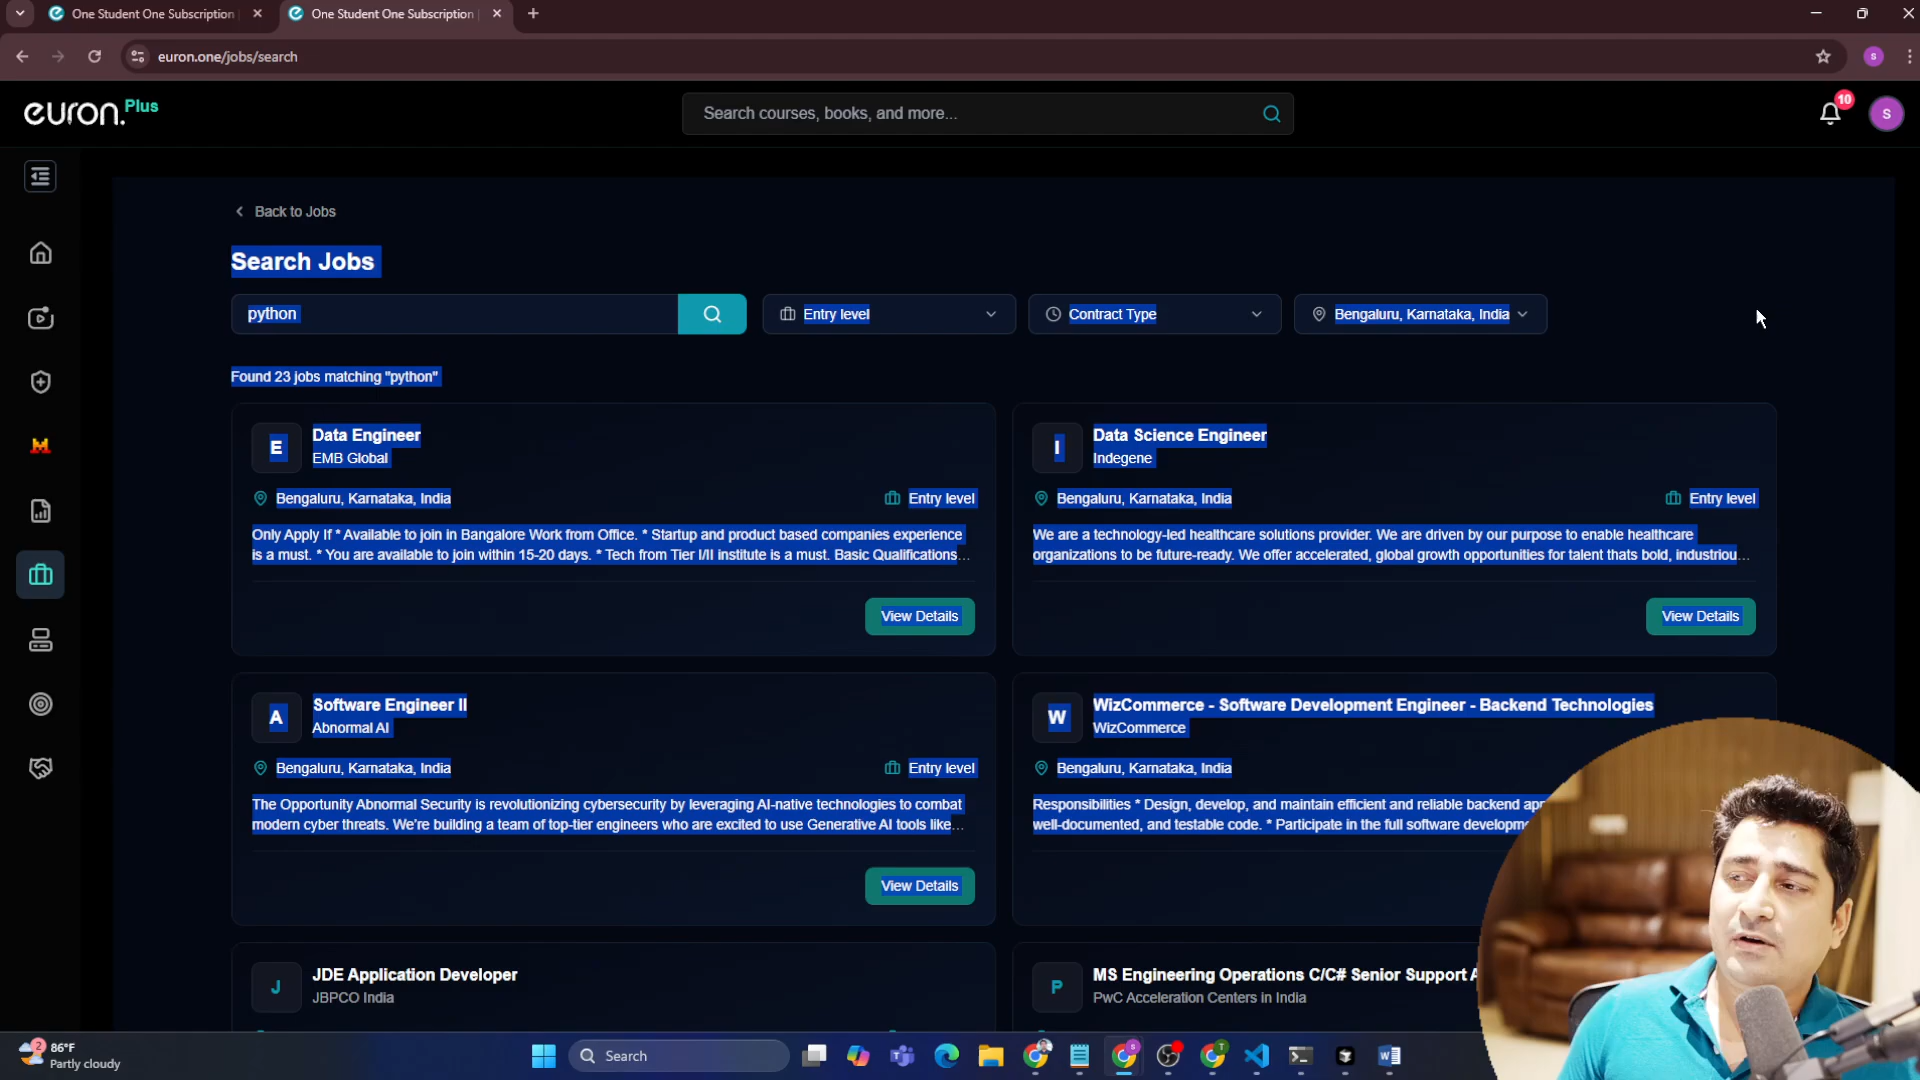 One Student One Subscription
One Student One Subscription
euron.one/jobs/search
S
euron.Plus
Search courses, books, and more...
10
S
Back to Jobs
Search Jobs
python
Entry level
Contract Type
Bengaluru, Karnataka, India
Found 23 jobs matching "python"
E
Data Engineer
EMB Global
Bengaluru, Karnataka, India
Entry level
Only Apply If * Available to join in Bangalore Work from Office. * Startup and product based companies experience
is a must. * You are available to join within 15-20 days. * Tech from Tier I/II institute is a must. Basic Qualifications...
View Details
I
Data Science Engineer
Indegene
Bengaluru, Karnataka, India
Entry level
We are a technology-led healthcare solutions provider. We are driven by our purpose to enable healthcare
organizations to be future-ready. We offer accelerated, global growth opportunities for talent thats bold, industriou...
View Details
A
Software Engineer II
Abnormal AI
Bengaluru, Karnataka, India
Entry level
The Opportunity Abnormal Security is revolutionizing cybersecurity by leveraging AI-native technologies to combat
modern cyber threats. We're building a team of top-tier engineers who are excited to use Generative AI tools like...
View Details
W
WizCommerce - Software Development Engineer - Backend Technologies
WizCommerce
Bengaluru, Karnataka, India
Responsibilities * Design, develop, and maintain efficient and reliable backend
well-documented, and testable code. * Participate in the full software
J
JDE Application Developer
JBPCO India
P
MS Engineering Operations C/C# Senior Support
PwC Acceleration Centers in India
2
86°F
Partly cloudy
Search